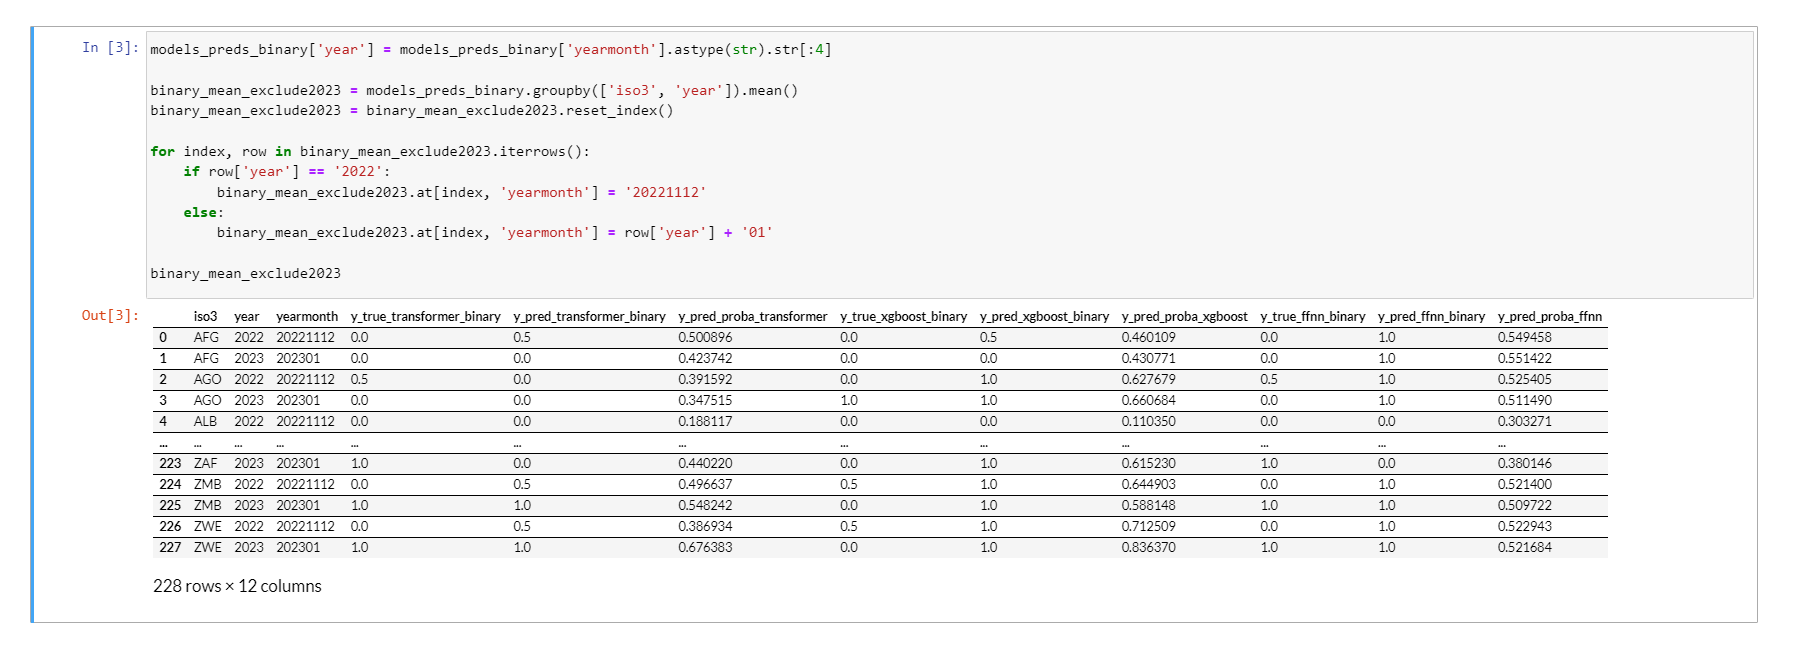 In [3]: models_preds_binary['year'] = models_preds_binary['yearmonth'].astype(str).str[:4]
binary_mean_exclude2023 = models_preds_binary.groupby(['iso3', 'year']).mean()
binary_mean_exclude2023 = binary_mean_exclude2023.reset_index()
for index, row in binary_mean_exclude2023.iterrows():
    if row['year'] == '2022':
        binary_mean_exclude2023.at[index, 'yearmonth'] = '20221112'
    else:
        binary_mean_exclude2023.at[index, 'yearmonth'] = row['year'] + '01'
binary_mean_exclude2023
Out[3]: iso3 year yearmonth y_true_transformer_binary y_pred_transformer_binary y_pred_proba_transformer y_true_xgboost_binary y_pred_xgboost_binary y_pred_proba_xgboost y_true_ffnn_binary y_pred_ffnn_binary y_pred_proba_ffnn
0 AFG 2022 20221112 0.0 0.5 0.500896 0.0 0.5 0.460109 0.0 1.0 0.549458
1 AFG 2023 202301 0.0 0.0 0.423742 0.0 0.0 0.430771 0.0 1.0 0.551422
2 AGO 2022 20221112 0.5 0.0 0.391592 0.0 1.0 0.627679 0.5 1.0 0.525405
3 AGO 2023 202301 0.0 0.0 0.347515 1.0 1.0 0.660684 0.0 1.0 0.511490
4 ALB 2022 20221112 0.0 0.0 0.188117 0.0 0.0 0.110350 0.0 0.0 0.303271
... ... ... ... ... ... ... ... ... ... ... ... ...
223 ZAF 2023 202301 1.0 0.0 0.440220 0.0 1.0 0.615230 1.0 0.0 0.380146
224 ZMB 2022 20221112 0.0 0.5 0.496637 0.5 1.0 0.644903 0.0 1.0 0.521400
225 ZMB 2023 202301 1.0 1.0 0.548242 0.0 1.0 0.588148 1.0 1.0 0.509722
226 ZWE 2022 20221112 0.0 0.5 0.386934 0.5 1.0 0.712509 0.0 1.0 0.522943
227 ZWE 2023 202301 1.0 1.0 0.676383 0.0 1.0 0.836370 1.0 1.0 0.521684
228 rows × 12 columns